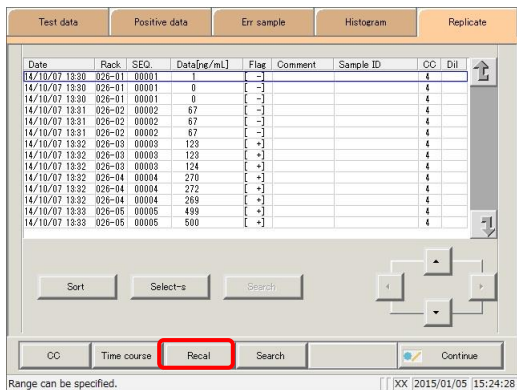 Test data Positive data Err sample Histogram Replicate
Date Rack SEQ. Data[ng/mL] Flag Comment Sample ID CC Dil
14/10/07 13:30 026-01 00001 1 [ -] 4
14/10/07 13:30 026-01 00001 0 [ -] 4
14/10/07 13:30 026-01 00001 0 [ -] 4
14/10/07 13:31 026-02 00002 67 [ -] 4
14/10/07 13:31 026-02 00002 67 [ -] 4
14/10/07 13:31 026-02 00002 67 [ -] 4
14/10/07 13:32 026-03 00003 123 [ +] 4
14/10/07 13:32 026-03 00003 123 [ +] 4
14/10/07 13:32 026-03 00003 124 [ +] 4
14/10/07 13:32 026-04 00004 270 [ +] 4
14/10/07 13:32 026-04 00004 272 [ +] 4
14/10/07 13:32 026-04 00004 269 [ +] 4
14/10/07 13:33 026-05 00005 499 [ +] 4
14/10/07 13:33 026-05 00005 500 [ +] 4
Sort Select-s Search
CC Time course Recal Search Continue
Range can be specified. XX 2015/01/05 15:24:28